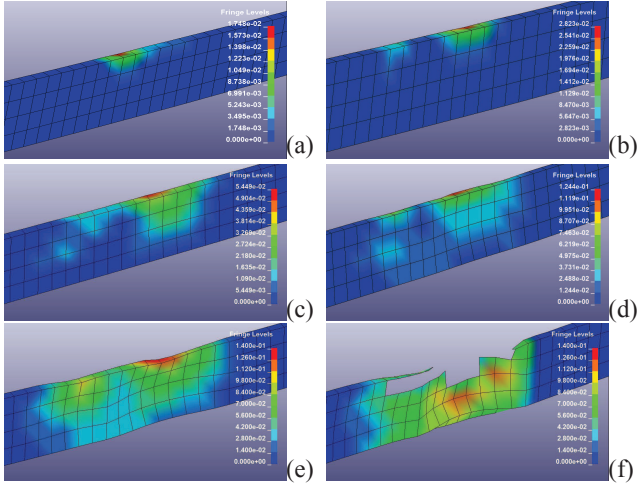 Fringe Levels
1.748e-02
1.573e-02
1.398e-02
1.223e-02
1.049e-02
8.738e-03
6.991e-03
5.243e-03
3.495e-03
1.748e-03
0.000e+00
(a)
Fringe Levels
2.823e-02
2.541e-02
2.259e-02
1.976e-02
1.694e-02
1.412e-02
1.129e-02
8.470e-03
5.647e-03
2.823e-03
0.000e+00
(b)
Fringe Levels
5.449e-02
4.904e-02
4.359e-02
3.814e-02
3.269e-02
2.724e-02
2.180e-02
1.635e-02
1.090e-02
5.449e-03
0.000e+00
(c)
Fringe Levels
1.244e-01
1.119e-01
9.951e-02
8.707e-02
7.463e-02
6.219e-02
4.975e-02
3.731e-02
2.488e-02
1.244e-02
0.000e+00
(d)
Fringe Levels
1.400e-01
1.260e-01
1.120e-01
9.800e-02
8.400e-02
7.000e-02
5.600e-02
4.200e-02
2.800e-02
1.400e-02
0.000e+00
(e)
Fringe Levels
1.400e-01
1.260e-01
1.120e-01
9.800e-02
8.400e-02
7.000e-02
5.600e-02
4.200e-02
2.800e-02
1.400e-02
0.000e+00
(f)